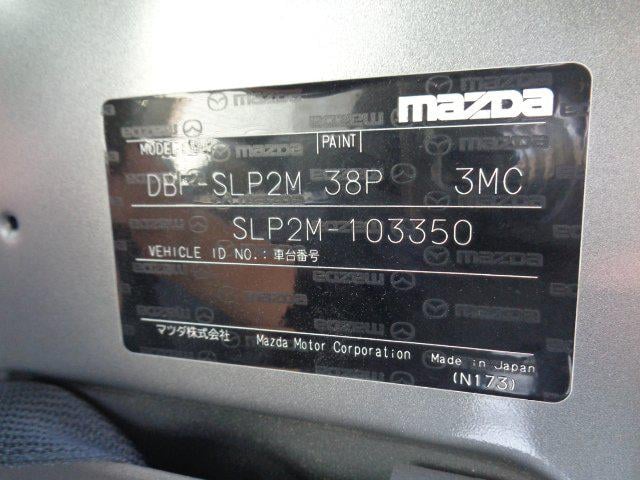 mazda
MODEL PAINT
DBF-SLP2M 38P 3MC
SLP2M-103350
VEHICLE ID NO.:車台番号
マツダ株式会社 Mazda Motor Corporation Made in Japan
(N173)